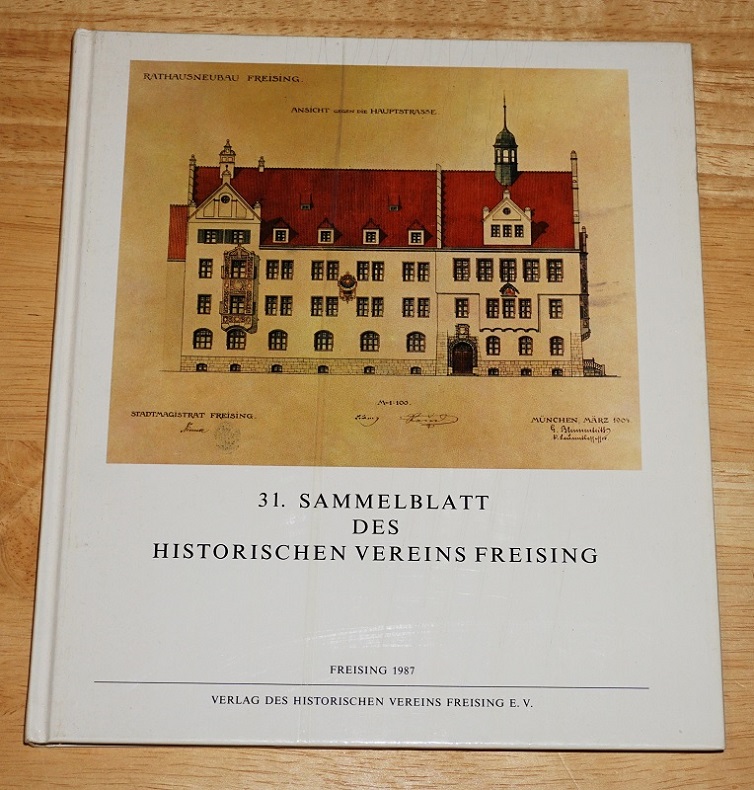 RATHAUSNEUBAU FREISING.
ANSICHT GEGEN DIE HAUPTSTRASSE.
M-1:100.
STADTMAGISTRAT FREISING.
MÜNCHEN, MÄRZ 1904
31. SAMMELBLATT
DES
HISTORISCHEN VEREINS FREISING
FREISING 1987
VERLAG DES HISTORISCHEN VEREINS FREISING E. V.